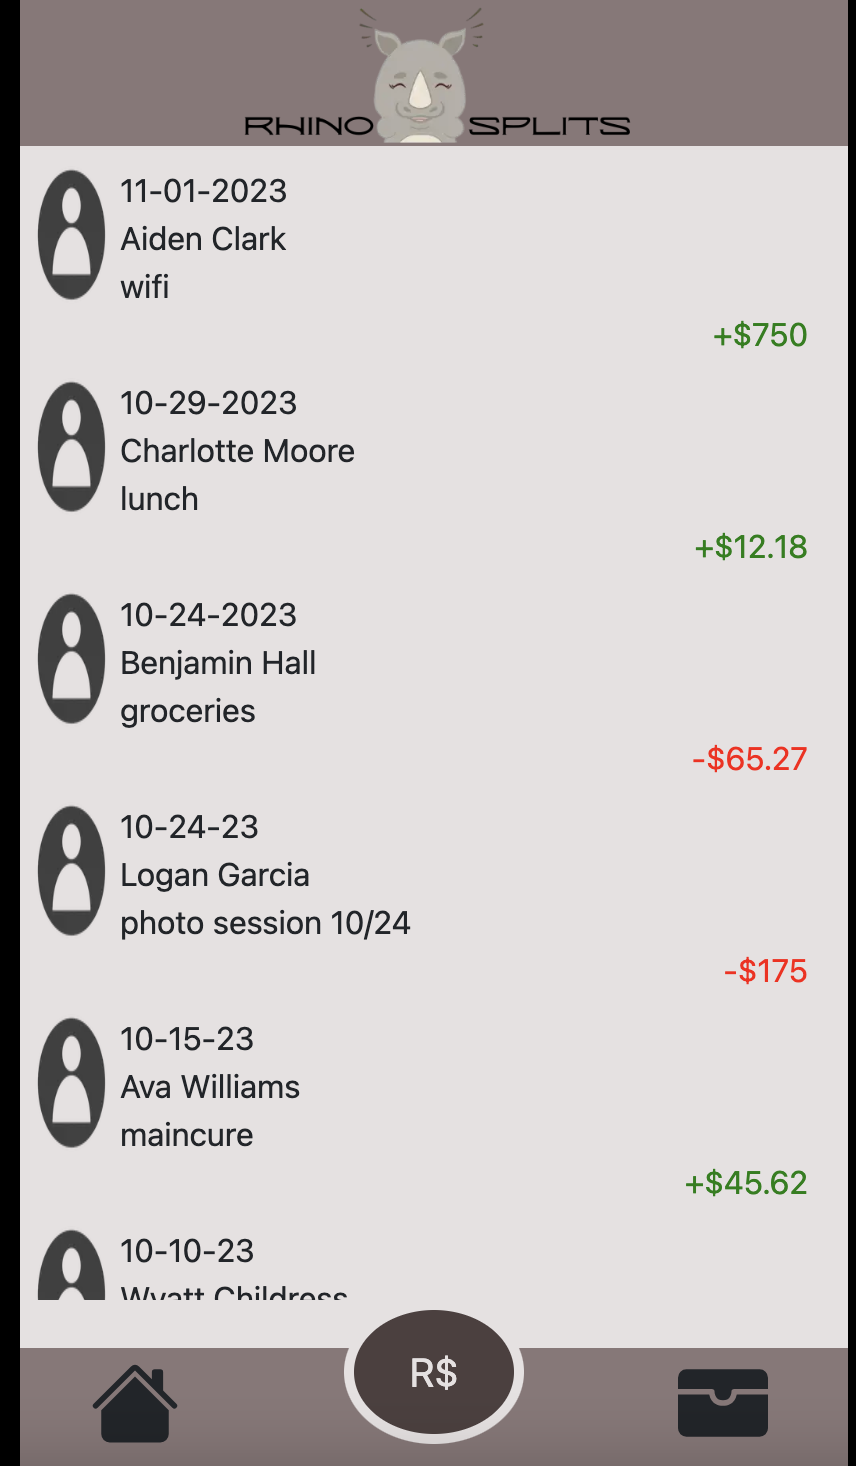 RHINO SPLITS
11-01-2023
Aiden Clark
wifi
+$750
10-29-2023
Charlotte Moore
lunch
+$12.18
10-24-2023
Benjamin Hall
groceries
-$65.27
10-24-23
Logan Garcia
photo session 10/24
-$175
10-15-23
Ava Williams
maincure
+$45.62
10-10-23
Wyatt Childress
R$